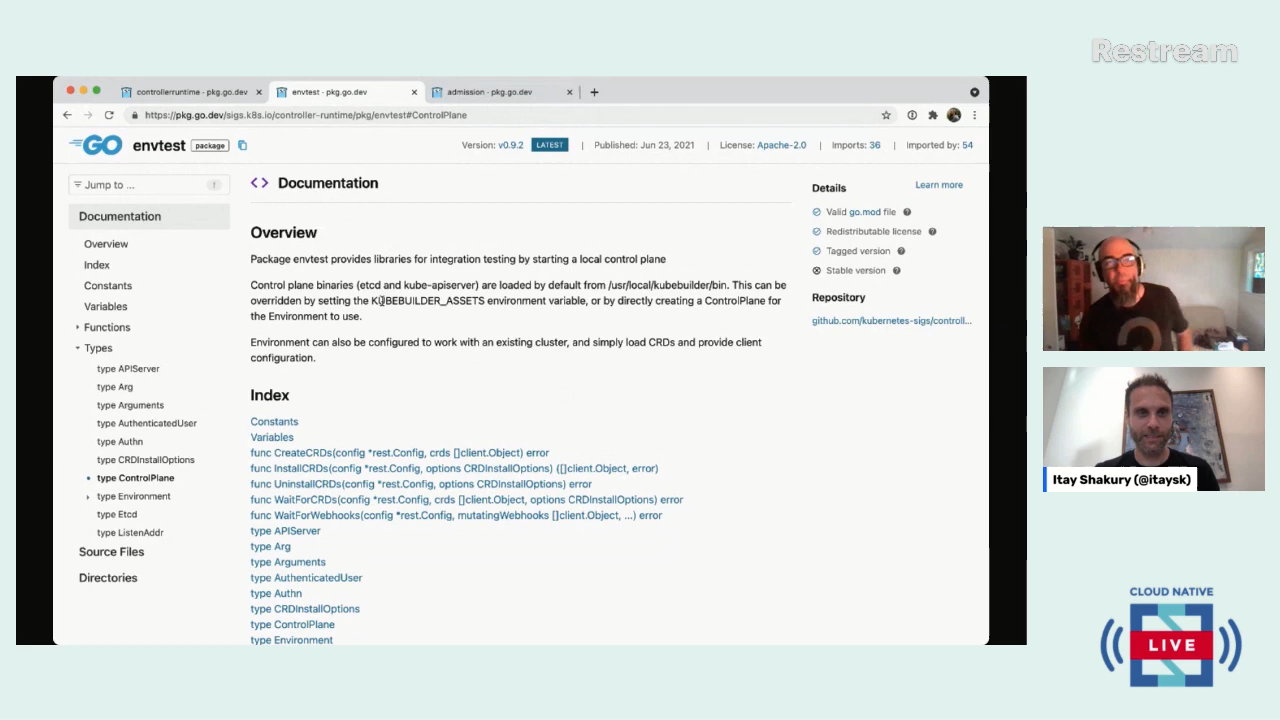 Restream
controllerruntime - pkg.go.dev
envtest - pkg.go.dev
admission - pkg.go.dev
https://pkg.go.dev/sigs.k8s.io/controller-runtime/pkg/envtest#ControlPlane
GO envtest package
Version: v0.9.2 LATEST | Published: Jun 23, 2021 | License: Apache-2.0 | Imports: 36 | Imported by: 54
Jump to ... f
Documentation
Overview
Index
Constants
Variables
Functions
Types
type APIServer
type Arg
type Arguments
type AuthenticatedUser
type Authn
type CRDInstallOptions
type ControlPlane
type Environment
type Etcd
type ListenAddr
Source Files
Directories
Documentation
Overview
Package envtest provides libraries for integration testing by starting a local control plane
Control plane binaries (etcd and kube-apiserver) are loaded by default from /usr/local/kubebuilder/bin. This can be
overridden by setting the KUBEBUILDER_ASSETS environment variable, or by directly creating a ControlPlane for
the Environment to use.
Environment can also be configured to work with an existing cluster, and simply load CRDs and provide client
configuration.
Index
Constants
Variables
func CreateCRDs(config *rest.Config, crds []client.Object) error
func InstallCRDs(config *rest.Config, options CRDInstallOptions) ([]client.Object, error)
func UninstallCRDs(config *rest.Config, options CRDInstallOptions) error
func WaitForCRDs(config *rest.Config, crds []client.Object, options CRDInstallOptions) error
func WaitForWebhooks(config *rest.Config, mutatingWebhooks []client.Object, ...) error
type APIServer
type Arg
type Arguments
type AuthenticatedUser
type Authn
type CRDInstallOptions
type ControlPlane
type Environment
Details
Learn more
Valid go.mod file
Redistributable license
Tagged version
Stable version
Repository
github.com/kubernetes-sigs/controll...
Itay Shakury (@itaysk)
CLOUD NATIVE
LIVE